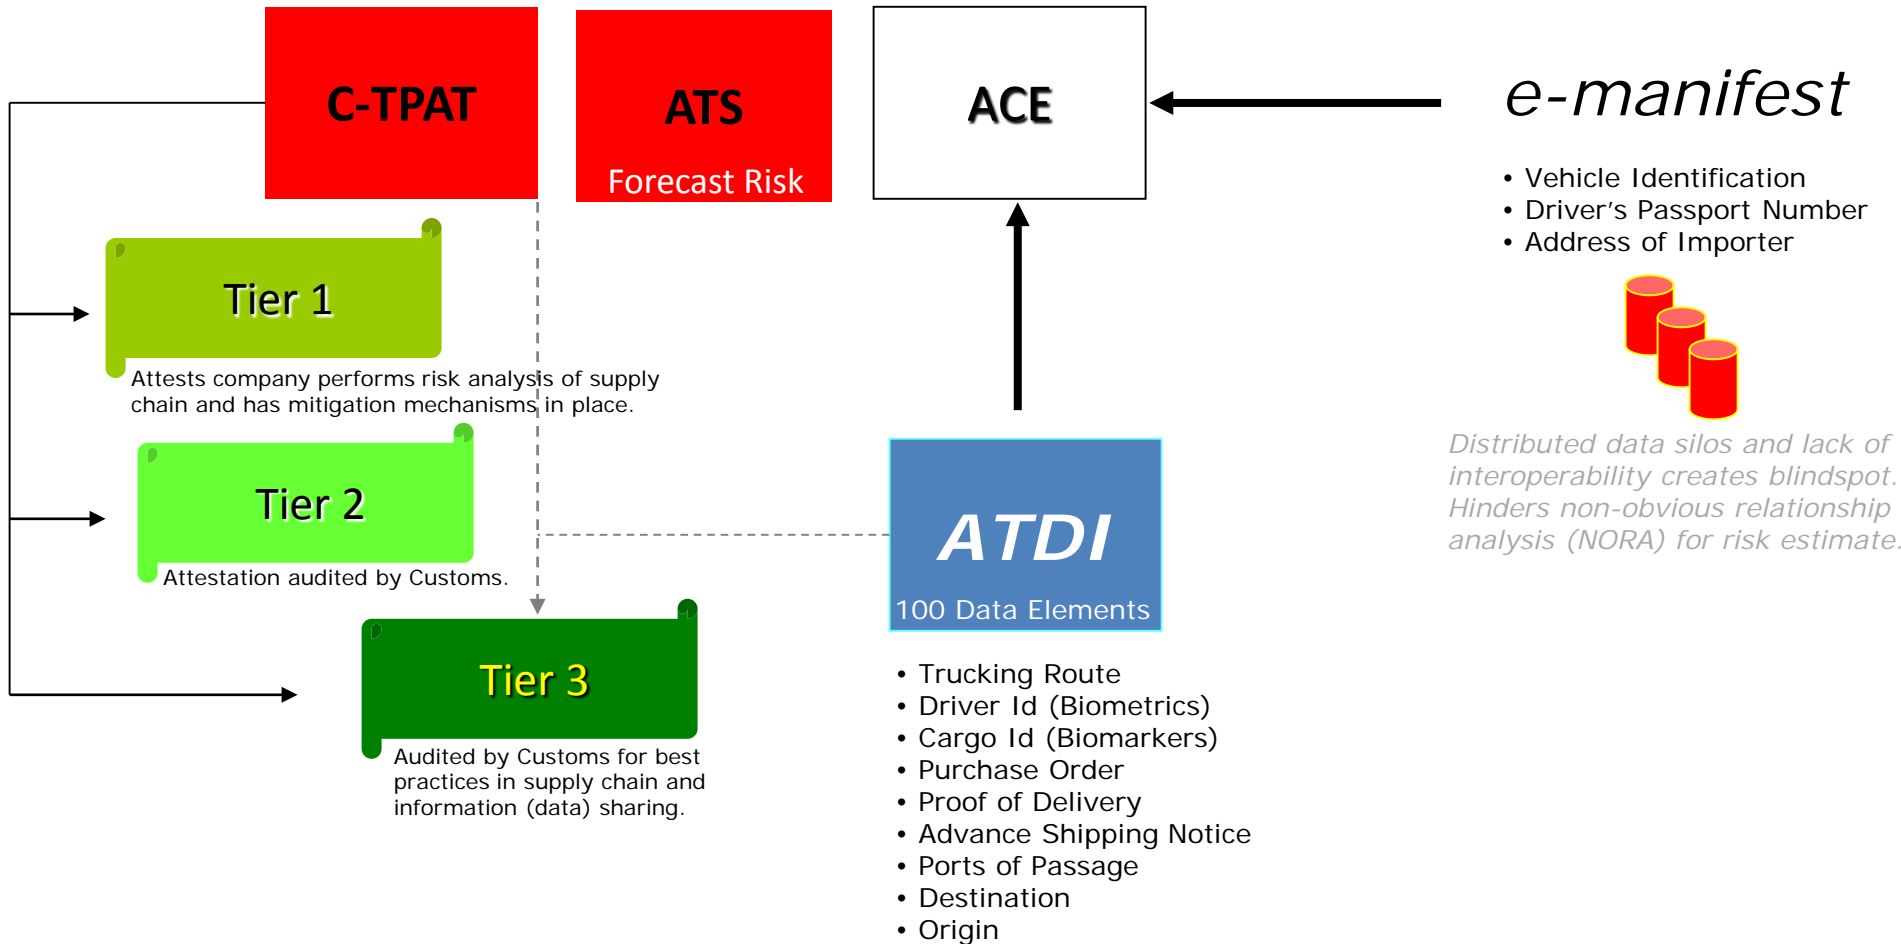 C-TPAT
ATS
Forecast Risk
ACE
e-manifest
• Vehicle Identification
• Driver’s Passport Number
• Address of Importer
Distributed data silos and lack of
interoperability creates blindspot.
Hinders non-obvious relationship
analysis (NORA) for risk estimate.
Tier 1
Attests company performs risk analysis of supply
chain and has mitigation mechanisms in place.
Tier 2
Attestation audited by Customs.
Tier 3
Audited by Customs for best
practices in supply chain and
information (data) sharing.
ATDI
100 Data Elements
• Trucking Route
• Driver Id (Biometrics)
• Cargo Id (Biomarkers)
• Purchase Order
• Proof of Delivery
• Advance Shipping Notice
• Ports of Passage
• Destination
• Origin